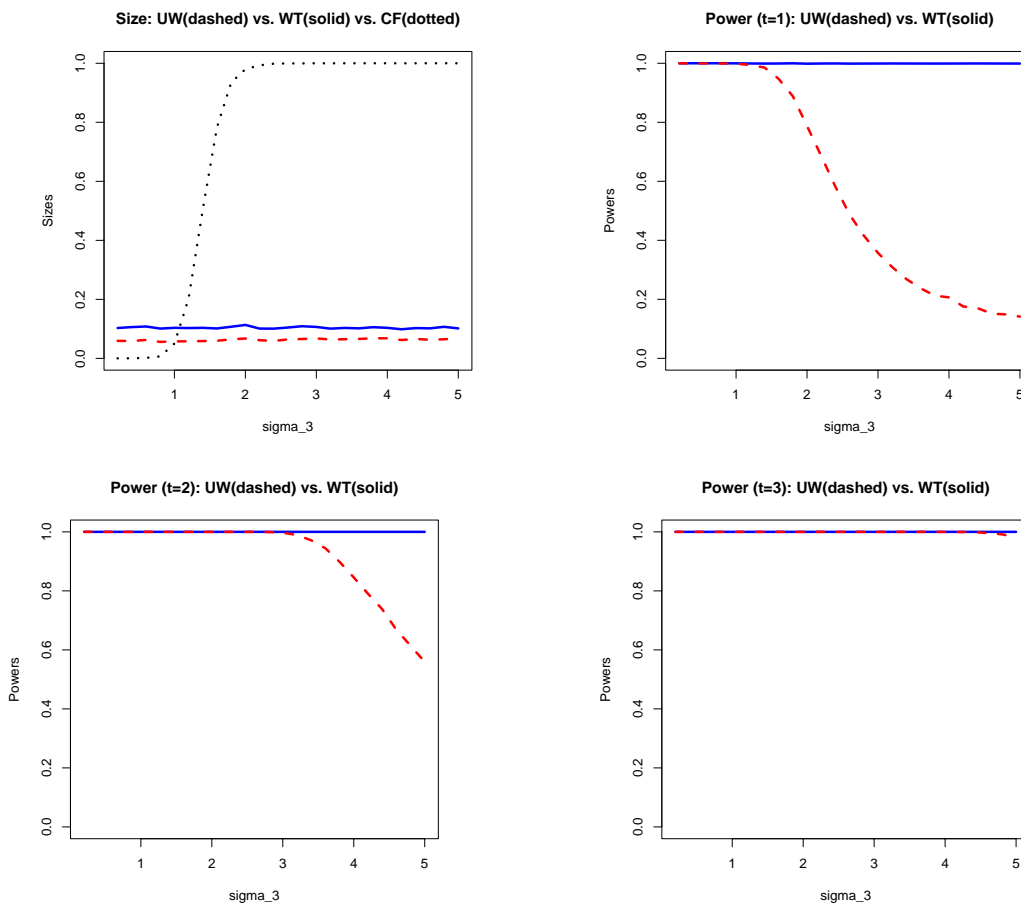 Size: UW(dashed) vs. WT(solid) vs. CF(dotted)
1.0
0.8
0.6
0.4
0.2
0.0
Sizes
1 2 3 4 5
sigma_3
Power (t=1): UW(dashed) vs. WT(solid)
1.0
0.8
0.6
0.4
0.2
0.0
Powers
1 2 3 4 5
sigma_3
Power (t=2): UW(dashed) vs. WT(solid)
1.0
0.8
0.6
0.4
0.2
0.0
Powers
1 2 3 4 5
sigma_3
Power (t=3): UW(dashed) vs. WT(solid)
1.0
0.8
0.6
0.4
0.2
0.0
Powers
1 2 3 4 5
sigma_3